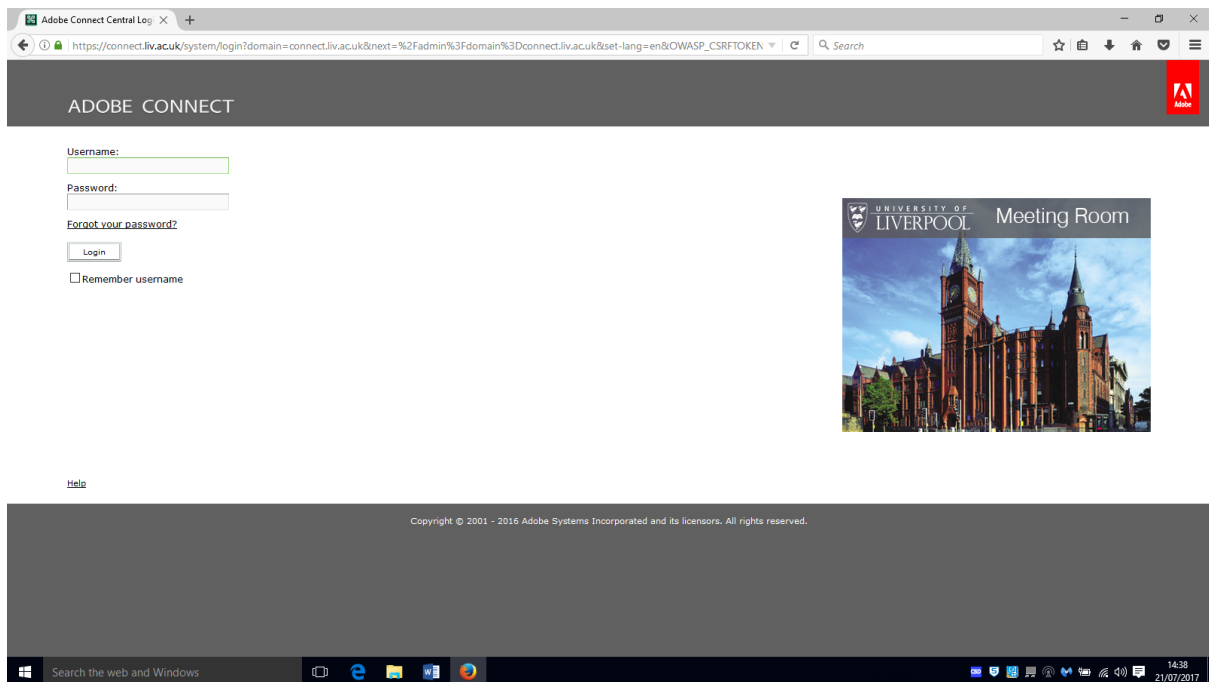 Adobe Connect Central Log
https://connect.liv.ac.uk/system/login?domain=connect.liv.ac.uk&next=%2Fadmin%3Fdomain%3Dconnect.liv.ac.uk&set-lang=en&OWASP_CSRFTOKEN
Search
ADOBE CONNECT
Adobe
Username:
Password:
Forgot your password?
Login
Remember username
UNIVERSITY OF
LIVERPOOL
Meeting Room
Help
Copyright © 2001 - 2016 Adobe Systems Incorporated and its licensors. All rights reserved.
Search the web and Windows
14:38
21/07/2017